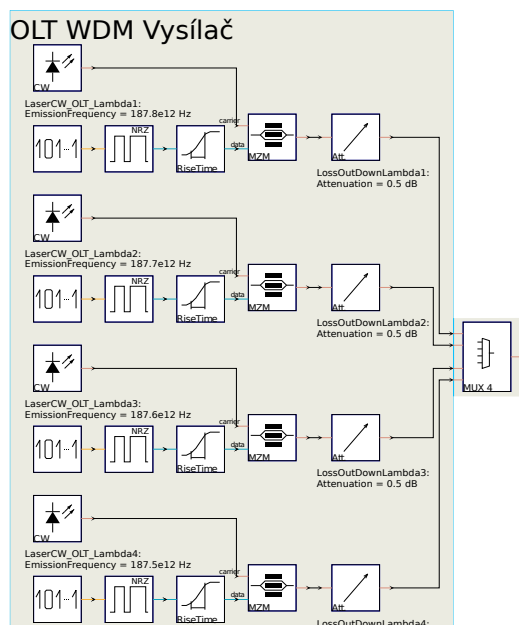 OLT WDM Vysílač
CW
LaserCW_OLT_Lambda1:
EmissionFrequency = 187.8e12 Hz
carrier
data
101··1
NRZ
RiseTime
MZM
Att.
LossOutDownLambda1:
Attenuation = 0.5 dB
CW
LaserCW_OLT_Lambda2:
EmissionFrequency = 187.7e12 Hz
carrier
data
101··1
NRZ
RiseTime
MZM
Att.
LossOutDownLambda2:
Attenuation = 0.5 dB
MUX 4
CW
LaserCW_OLT_Lambda3:
EmissionFrequency = 187.6e12 Hz
carrier
data
101··1
NRZ
RiseTime
MZM
Att.
LossOutDownLambda3:
Attenuation = 0.5 dB
CW
LaserCW_OLT_Lambda4:
EmissionFrequency = 187.5e12 Hz
carrier
data
101··1
NRZ
RiseTime
MZM
Att.
LossOutDownLambda4: